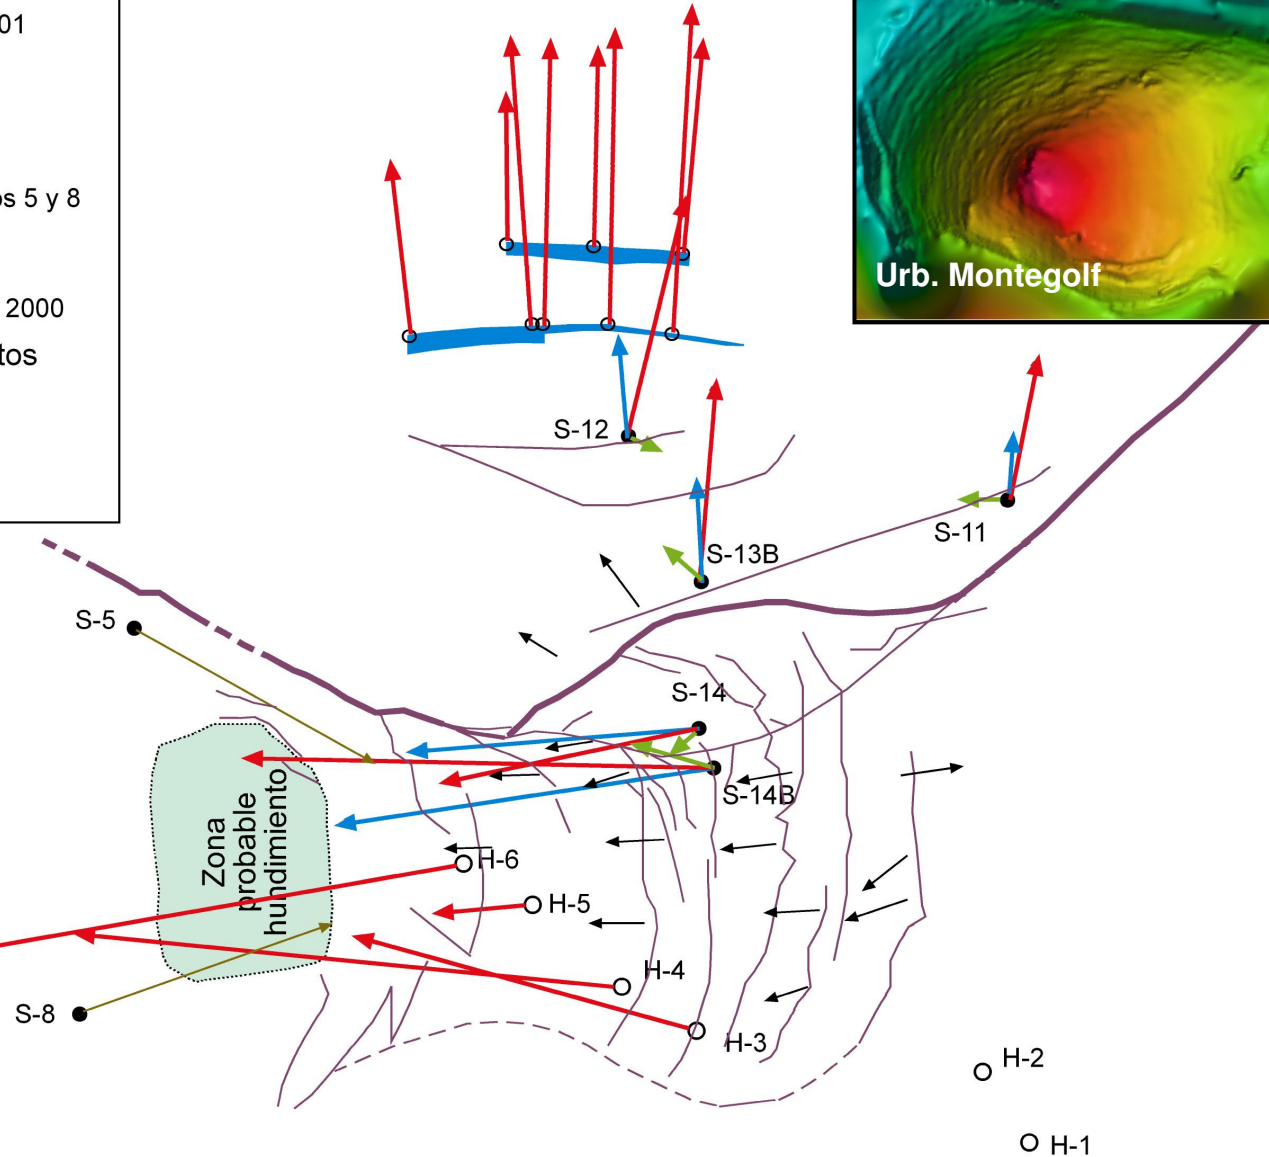 01
os 5 y 8
2000
tos
Urb. Montegolf
S-12
S-11
S-13B
S-5
S-14
S-14B
Zona
probable
hundimiento
H-6
H-5
H-4
S-8
H-3
H-2
H-1